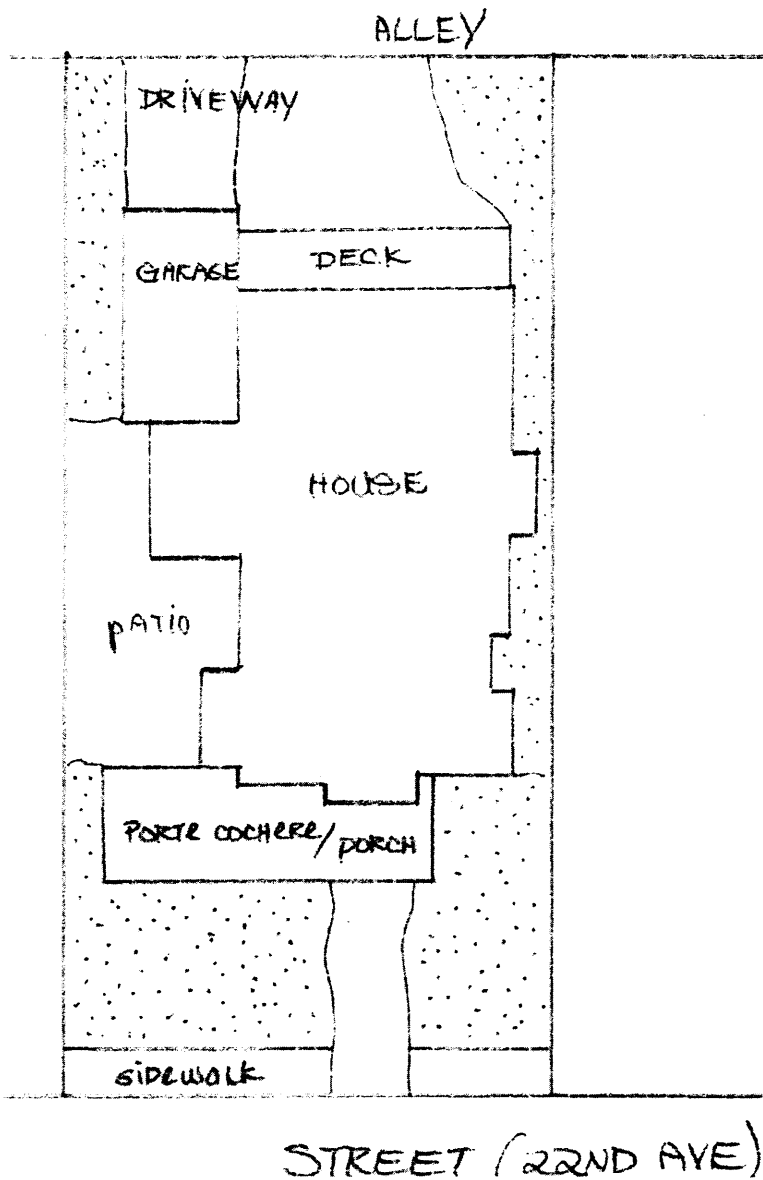 ALLEY
DRIVEWAY
GARAGE
DECK
HOUSE
pATiO
PORTe COCHeRe/PORCH
SiDeWALK
STREET (22ND AVE)